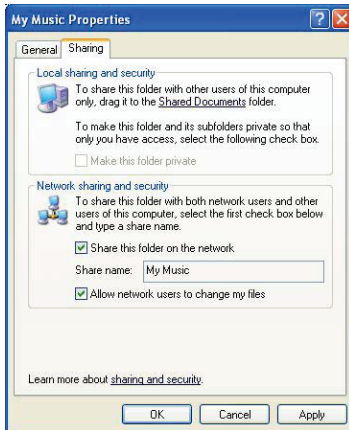 My Music Properties
General Sharing
Local sharing and security
To share this folder with other users of this computer
only, drag it to the Shared Documents folder.
To make this folder and its subfolders private so that
only you have access, select the following check box.
Make this folder private
Network sharing and security
To share this folder with both network users and other
users of this computer, select the first check box below
and type a share name.
Share this folder on the network
Share name: My Music
Allow network users to change my files
Learn more about sharing and security.
OK Cancel Apply